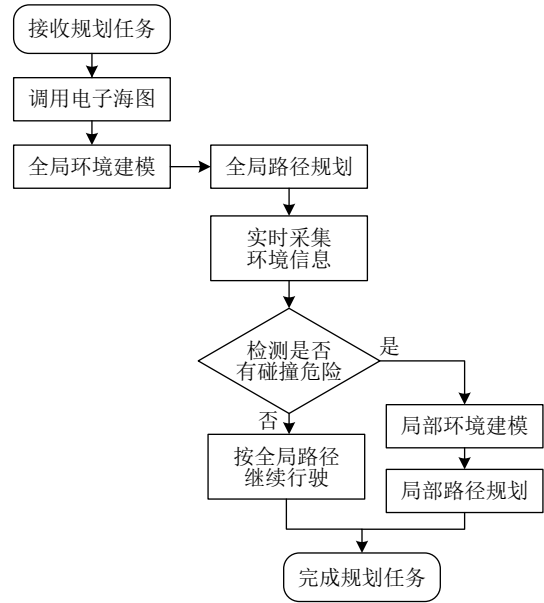 接收规划任务
调用电子海图
全局环境建模
全局路径规划
实时采集
环境信息
检测是否
有碰撞危险
是
否
局部环境建模
按全局路径
继续行驶
局部路径规划
完成规划任务